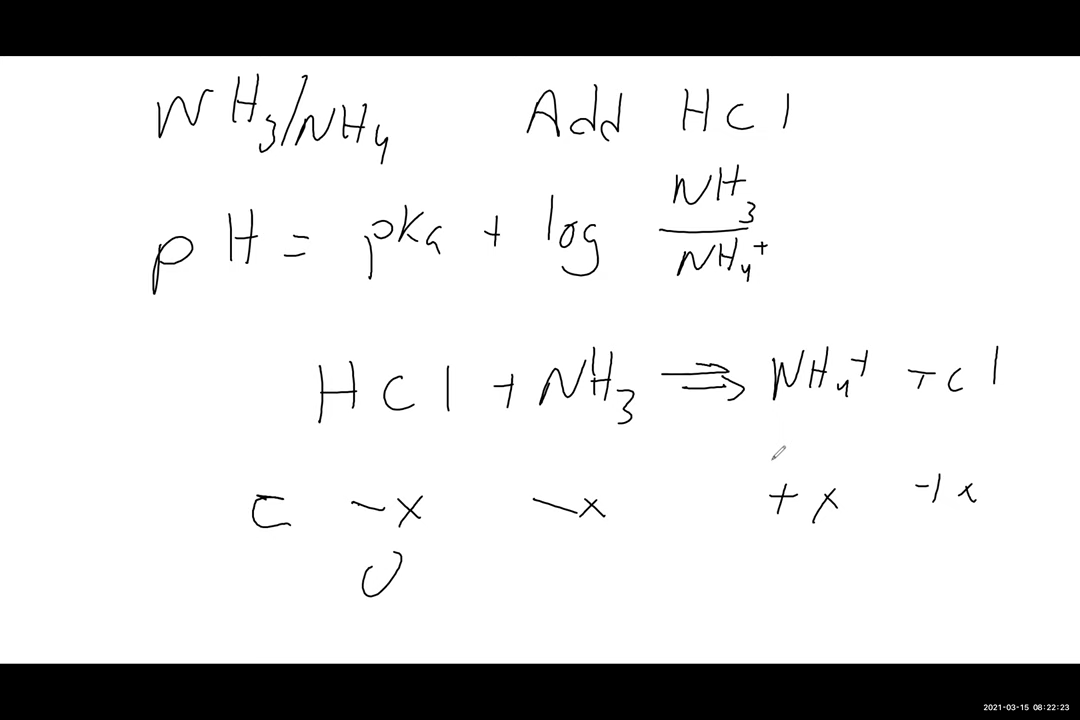 NH3/NH4 Add HCl
pH = pKa + log NH3/NH4+
HCl + NH3 ⇒ NH4+ + Cl
C -x -x +x +x
0
2021-03-15 08:22:23